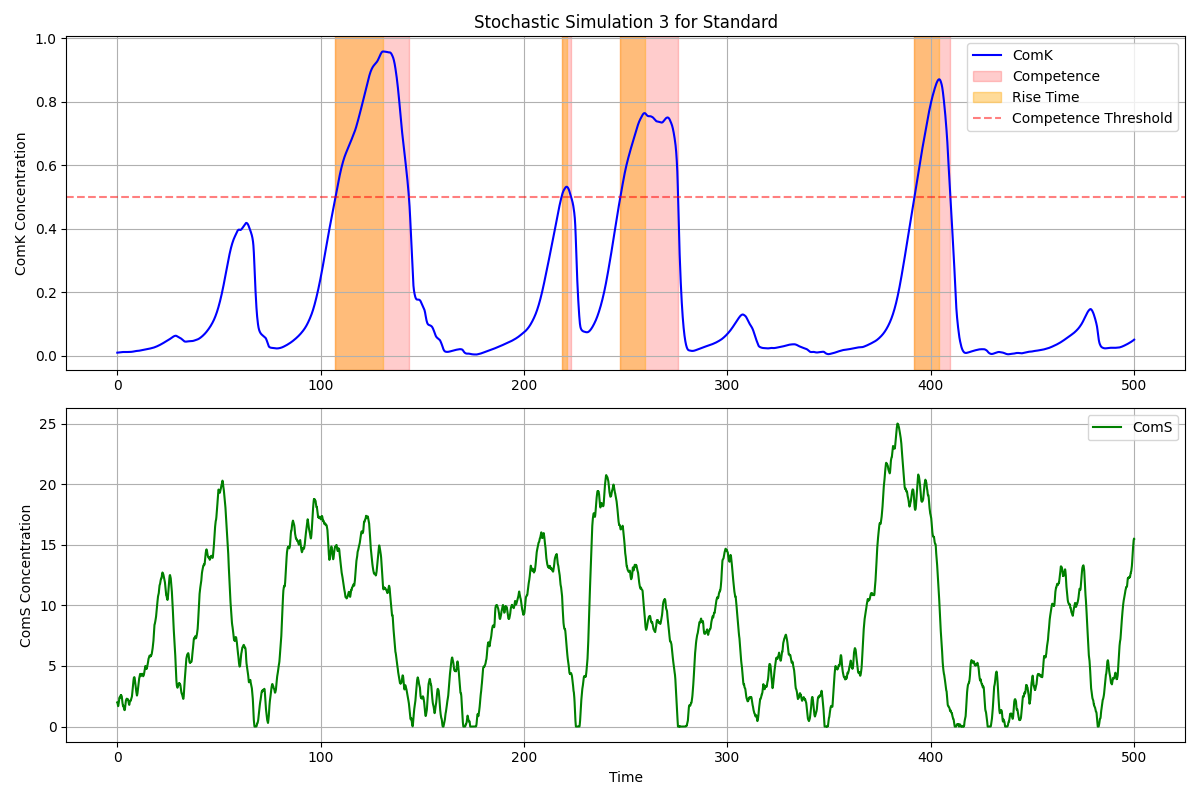 Stochastic Simulation 3 for Standard
ComK Concentration
1.0
0.8
0.6
0.4
0.2
0.0
ComK
Competence
Rise Time
Competence Threshold
0 100 200 300 400 500
ComS Concentration
25
20
15
10
5
0
ComS
0 100 200 300 400 500
Time